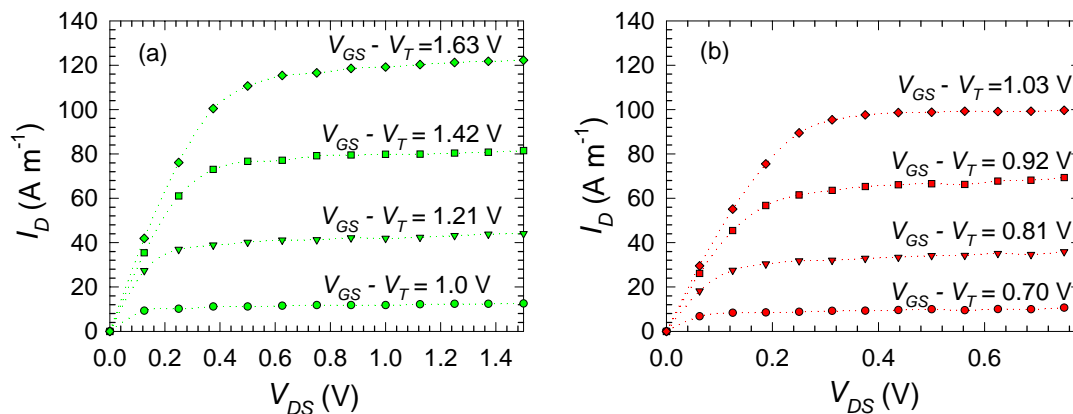 140
120
100
80
60
40
20
0
I_D (A m⁻¹)
(a)
V_GS - V_T =1.63 V
V_GS - V_T = 1.42 V
V_GS - V_T = 1.21 V
V_GS - V_T = 1.0 V
0.0 0.2 0.4 0.6 0.8 1.0 1.2 1.4
V_DS (V)
140
120
100
80
60
40
20
0
I_D (A m⁻¹)
(b)
V_GS - V_T = 1.03 V
V_GS - V_T = 0.92 V
V_GS - V_T = 0.81 V
V_GS - V_T = 0.70 V
0.0 0.2 0.4 0.6
V_DS (V)